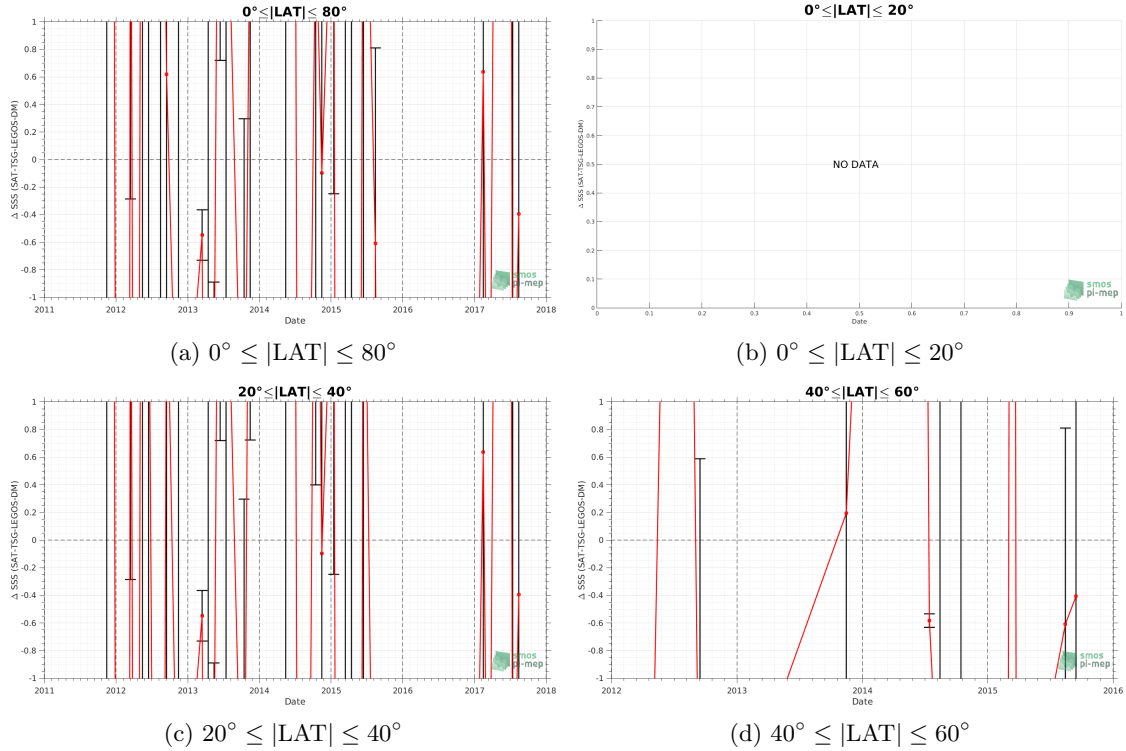 0°≤|LAT|≤ 80°
Δ SSS (SAT-TSG-LEGOS-DM)
1
0.8
0.6
0.4
0.2
0
-0.2
-0.4
-0.6
-0.8
-1
2011 2012 2013 2014 2015 2016 2017 2018
Date
smos
pi-mep
(a) 0° ≤ |LAT| ≤ 80°
0°≤|LAT|≤ 20°
Δ SSS (SAT-TSG-LEGOS-DM)
1
0.9
0.8
0.7
0.6
0.5
0.4
0.3
0.2
0.1
0
NO DATA
0 0.1 0.2 0.3 0.4 0.5 0.6 0.7 0.8 0.9 1
Date
smos
pi-mep
(b) 0° ≤ |LAT| ≤ 20°
20°≤|LAT|≤ 40°
Δ SSS (SAT-TSG-LEGOS-DM)
1
0.8
0.6
0.4
0.2
0
-0.2
-0.4
-0.6
-0.8
-1
2011 2012 2013 2014 2015 2016 2017 2018
Date
smos
pi-mep
(c) 20° ≤ |LAT| ≤ 40°
40°≤|LAT|≤ 60°
Δ SSS (SAT-TSG-LEGOS-DM)
1
0.8
0.6
0.4
0.2
0
-0.2
-0.4
-0.6
-0.8
-1
2012 2013 2014 2015 2016
Date
smos
pi-mep
(d) 40° ≤ |LAT| ≤ 60°